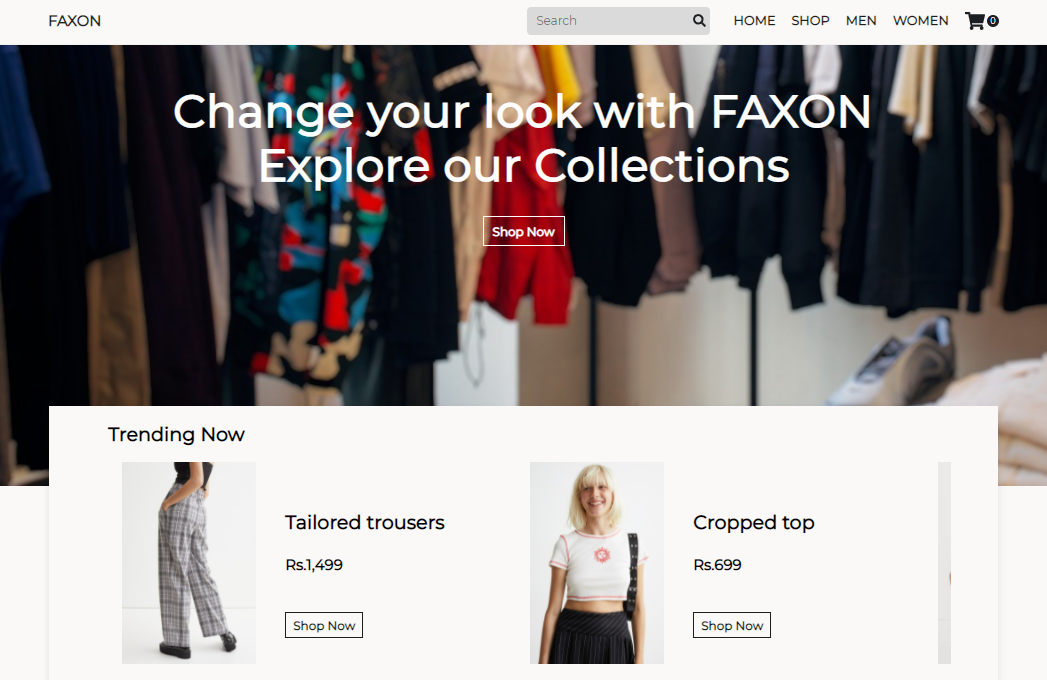 FAXON
Search
HOME SHOP MEN WOMEN 0
Change your look with FAXON
Explore our Collections
Shop Now
Trending Now
Tailored trousers
Rs.1,499
Shop Now
Cropped top
Rs.699
Shop Now